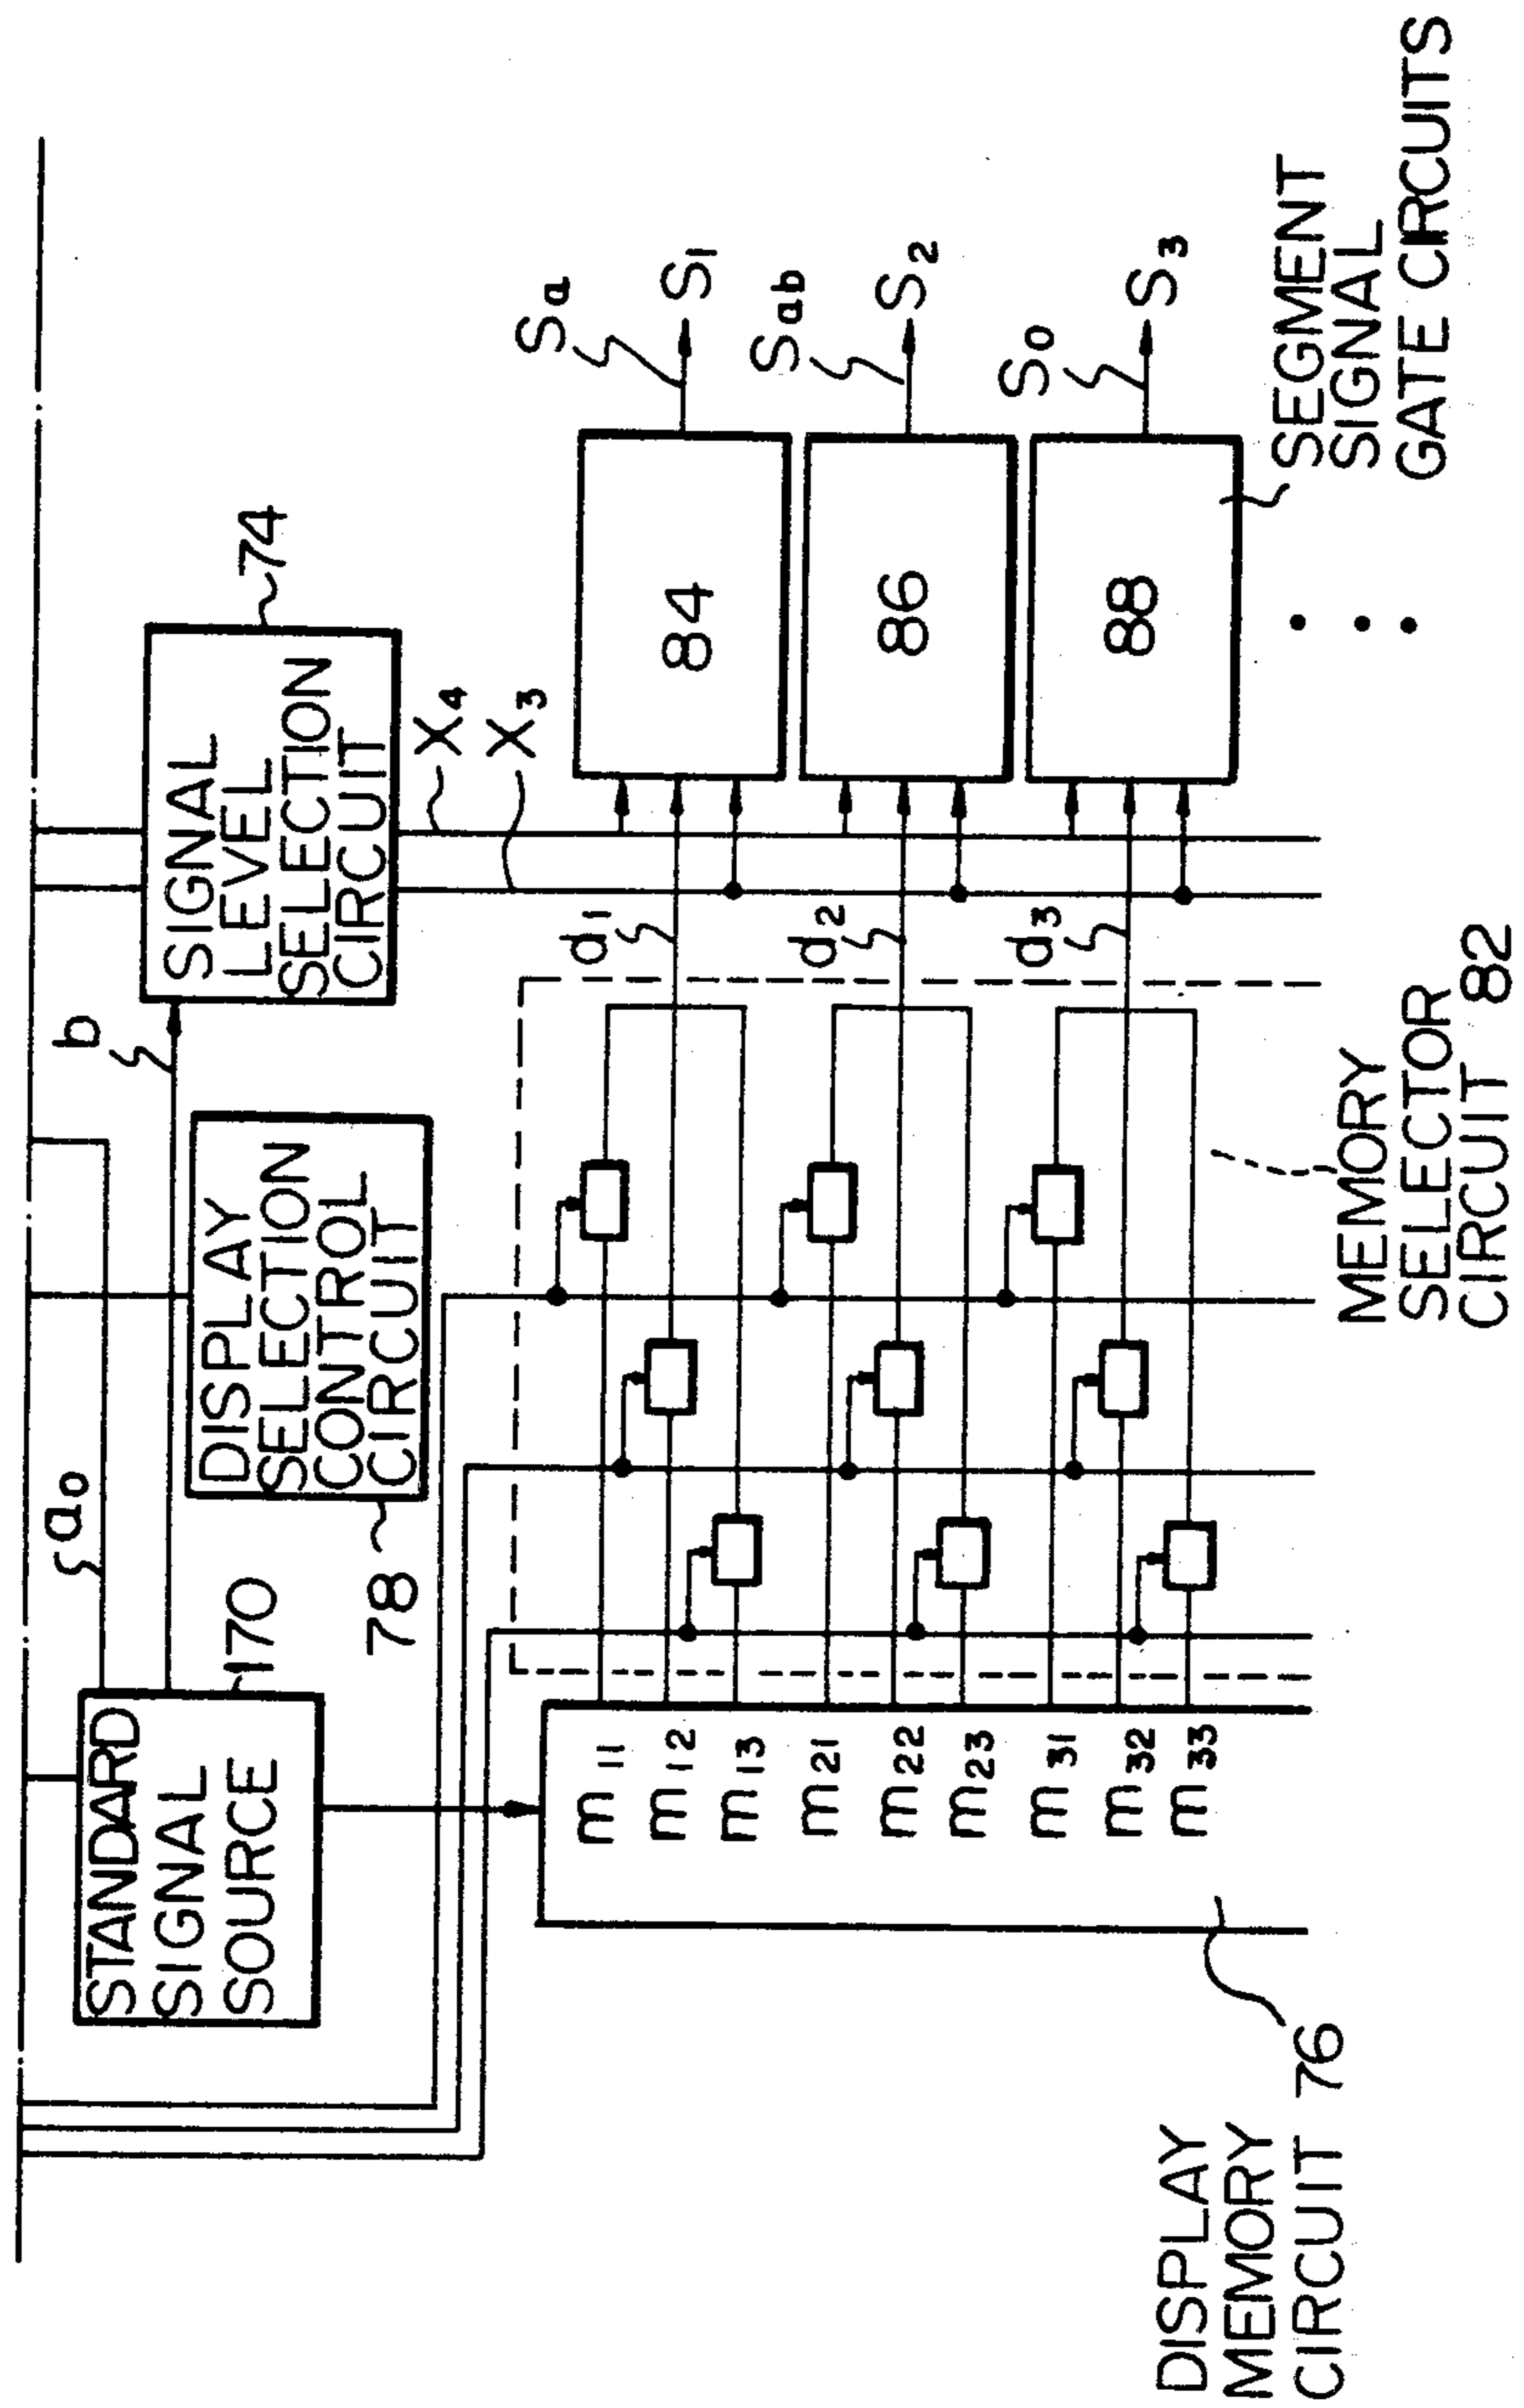 STANDARD
SIGNAL
SOURCE
170
a0
b
DISPLAY
SELECTION
CONTROL
CIRCUIT
78
SIGNAL
LEVEL
SELECTION
CIRCUIT
74
X4
X3
m11
m12
m13
m21
m22
m23
m31
m32
m33
d1
d2
d3
84
86
88
Sa
S1
Sab
S2
S0
S3
SEGMENT
SIGNAL
GATE CIRCUITS
MEMORY
SELECTOR
CIRCUIT 82
DISPLAY
MEMORY
CIRCUIT 76